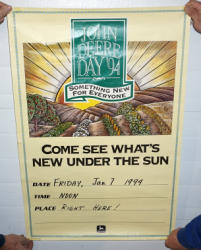 JOHN
DEERE
DAY '94
SOMETHING NEW
FOR EVERYONE
COME SEE WHAT'S
NEW UNDER THE SUN
DATE FRIDAY, Jan 7 1994
TIME NOON
PLACE RIGHT HERE!